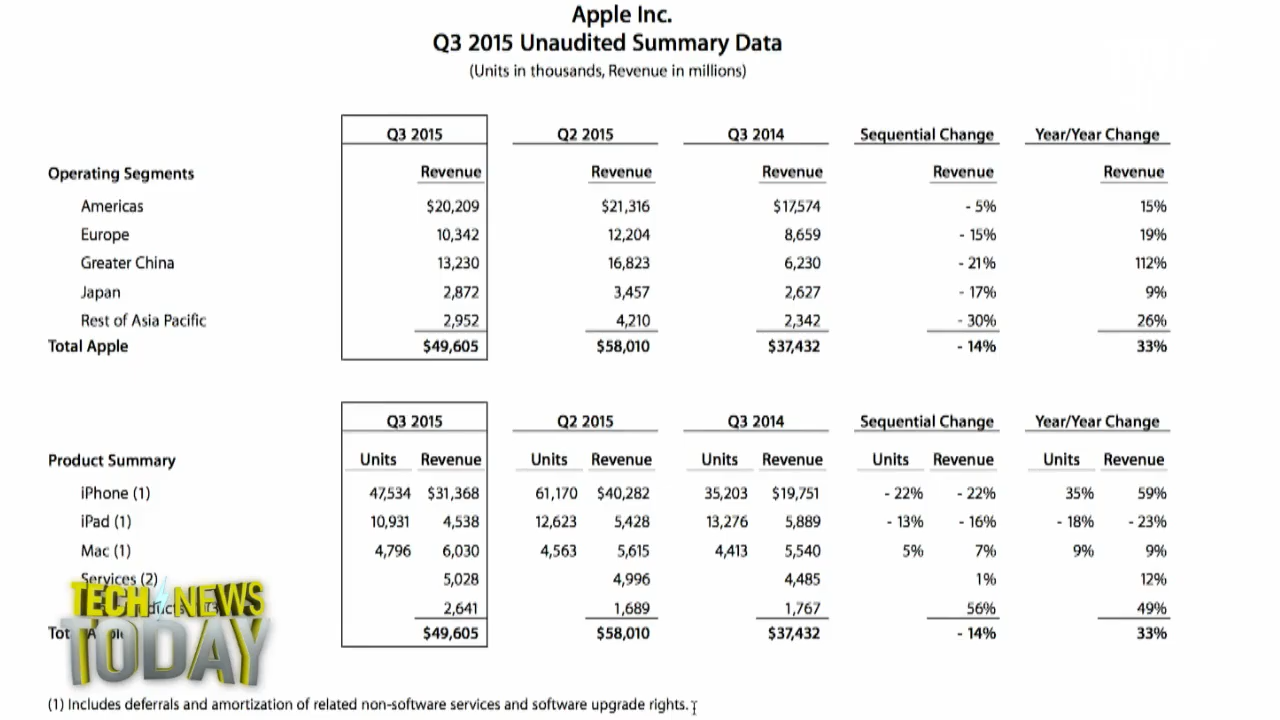 Apple Inc.
Q3 2015 Unaudited Summary Data
(Units in thousands, Revenue in millions)
Q3 2015 Q2 2015 Q3 2014 Sequential Change Year/Year Change
Operating Segments Revenue Revenue Revenue Revenue Revenue
Americas $20,209 $21,316 $17,574 - 5% 15%
Europe 10,342 12,204 8,659 - 15% 19%
Greater China 13,230 16,823 6,230 - 21% 112%
Japan 2,872 3,457 2,627 - 17% 9%
Rest of Asia Pacific 2,952 4,210 2,342 - 30% 26%
Total Apple $49,605 $58,010 $37,432 - 14% 33%
Q3 2015 Q2 2015 Q3 2014 Sequential Change Year/Year Change
Product Summary Units Revenue Units Revenue Units Revenue Units Revenue Units Revenue
iPhone (1) 47,534 $31,368 61,170 $40,282 35,203 $19,751 - 22% - 22% 35% 59%
iPad (1) 10,931 4,538 12,623 5,428 13,276 5,889 - 13% - 16% - 18% - 23%
Mac (1) 4,796 6,030 4,563 5,615 4,413 5,540 5% 7% 9% 9%
Services (2) 5,028 4,996 4,485 1% 12%
2,641 1,689 1,767 56% 49%
$49,605 $58,010 $37,432 - 14% 33%
TECH NEWS
TODAY
(1) Includes deferrals and amortization of related non-software services and software upgrade rights.